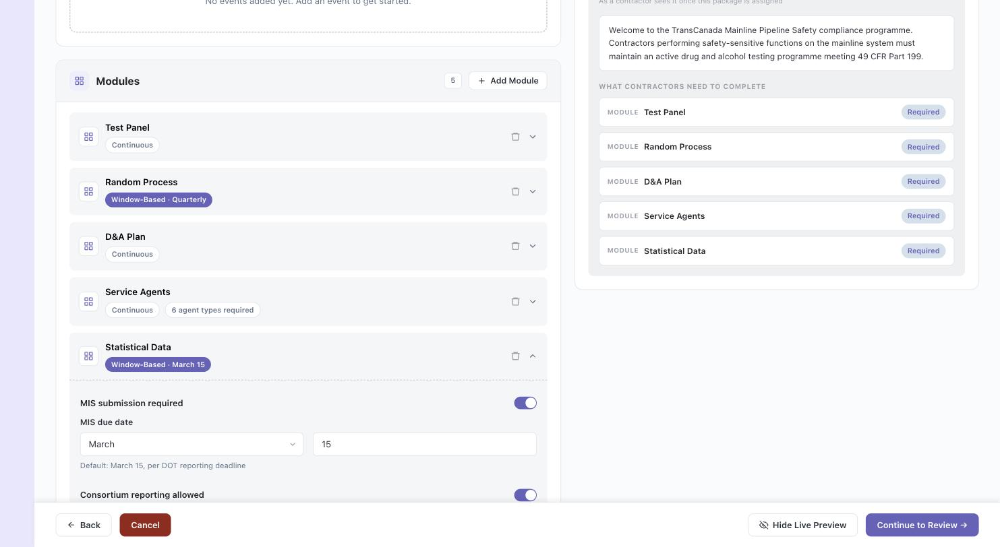 No events added yet. Add an event to get started.
Modules
5
+ Add Module
Test Panel
Continuous
Random Process
Window-Based · Quarterly
D&A Plan
Continuous
Service Agents
Continuous
6 agent types required
Statistical Data
Window-Based · March 15
MIS submission required
MIS due date
March
15
Default: March 15, per DOT reporting deadline
Consortium reporting allowed
As a contractor sees it once this package is assigned
Welcome to the TransCanada Mainline Pipeline Safety compliance programme.
Contractors performing safety-sensitive functions on the mainline system must
maintain an active drug and alcohol testing programme meeting 49 CFR Part 199.
WHAT CONTRACTORS NEED TO COMPLETE
MODULE Test Panel Required
MODULE Random Process Required
MODULE D&A Plan Required
MODULE Service Agents Required
MODULE Statistical Data Required
← Back
Cancel
Hide Live Preview
Continue to Review →